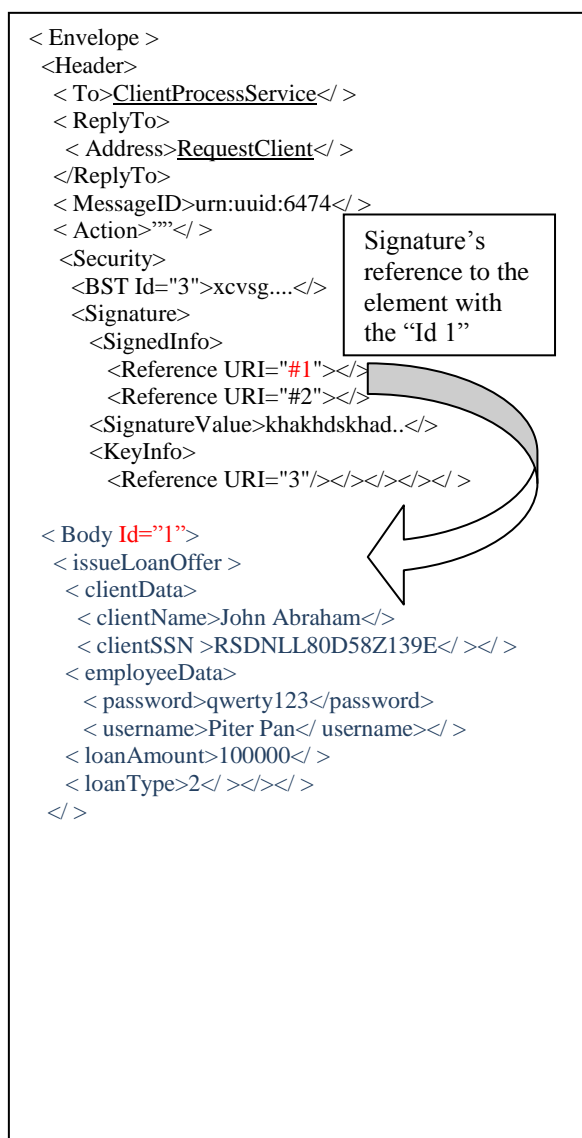 < Envelope >
<Header>
< To>ClientProcessService</ >
< ReplyTo>
< Address>RequestClient</ >
</ReplyTo>
< MessageID>urn:uuid:6474</ >
< Action>””</ >
<Security>
<BST Id="3">xcvsg....</>
<Signature>
<SignedInfo>
<Reference URI="#1"></>
<Reference URI="#2"></>
<SignatureValue>khakhdskhad..</>
<KeyInfo>
<Reference URI="3"/></></></></ >
Signature’s
reference to the
element with
the “Id 1”
< Body Id=”1”>
< issueLoanOffer >
< clientData>
< clientName>John Abraham</>
< clientSSN >RSDNLL80D58Z139E</ ></ >
< employeeData>
< password>qwerty123</password>
< username>Piter Pan</ username></ >
< loanAmount>100000</ >
< loanType>2</ ></></ >
</ >